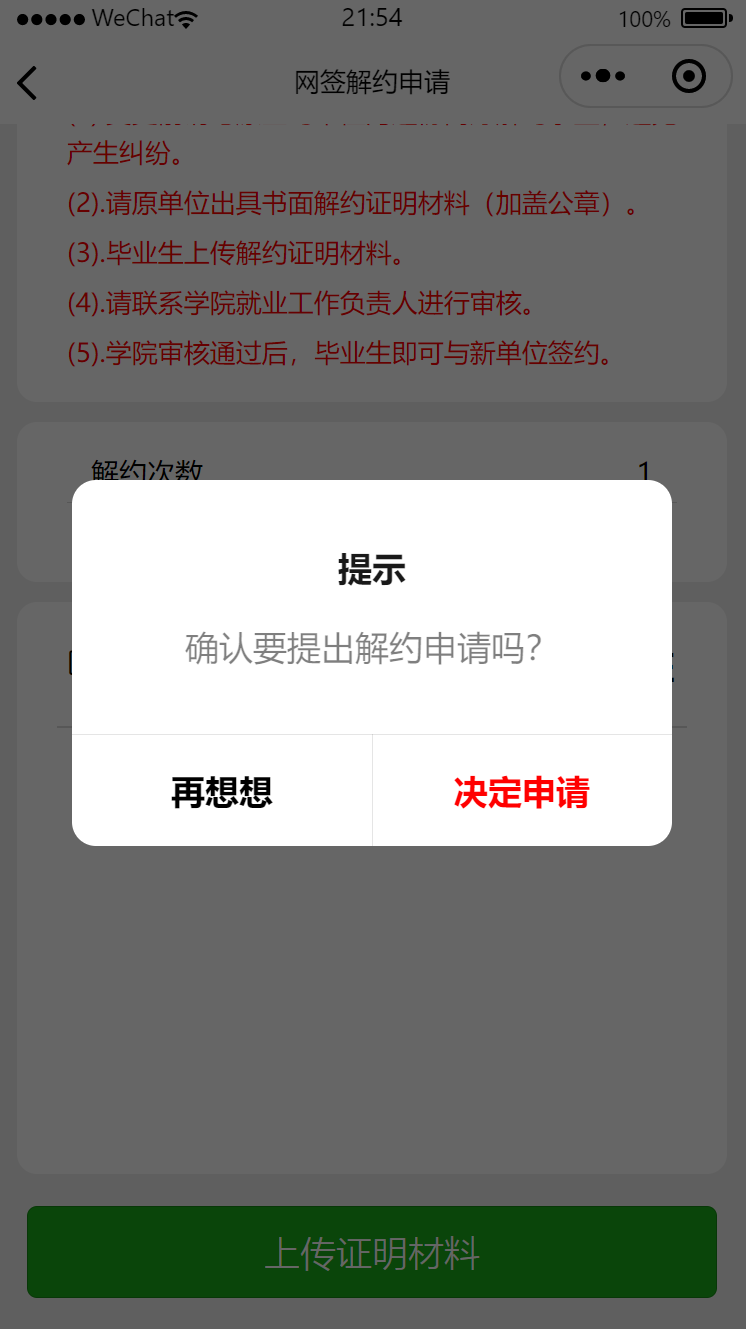 WeChat
21:54
100%
网签解约申请
产生纠纷。
(2).请原单位出具书面解约证明材料（加盖公章）。
(3).毕业生上传解约证明材料。
(4).请联系学院就业工作负责人进行审核。
(5).学院审核通过后，毕业生即可与新单位签约。
解约次数 1
提示
确认要提出解约申请吗？
再想想 决定申请
上传证明材料